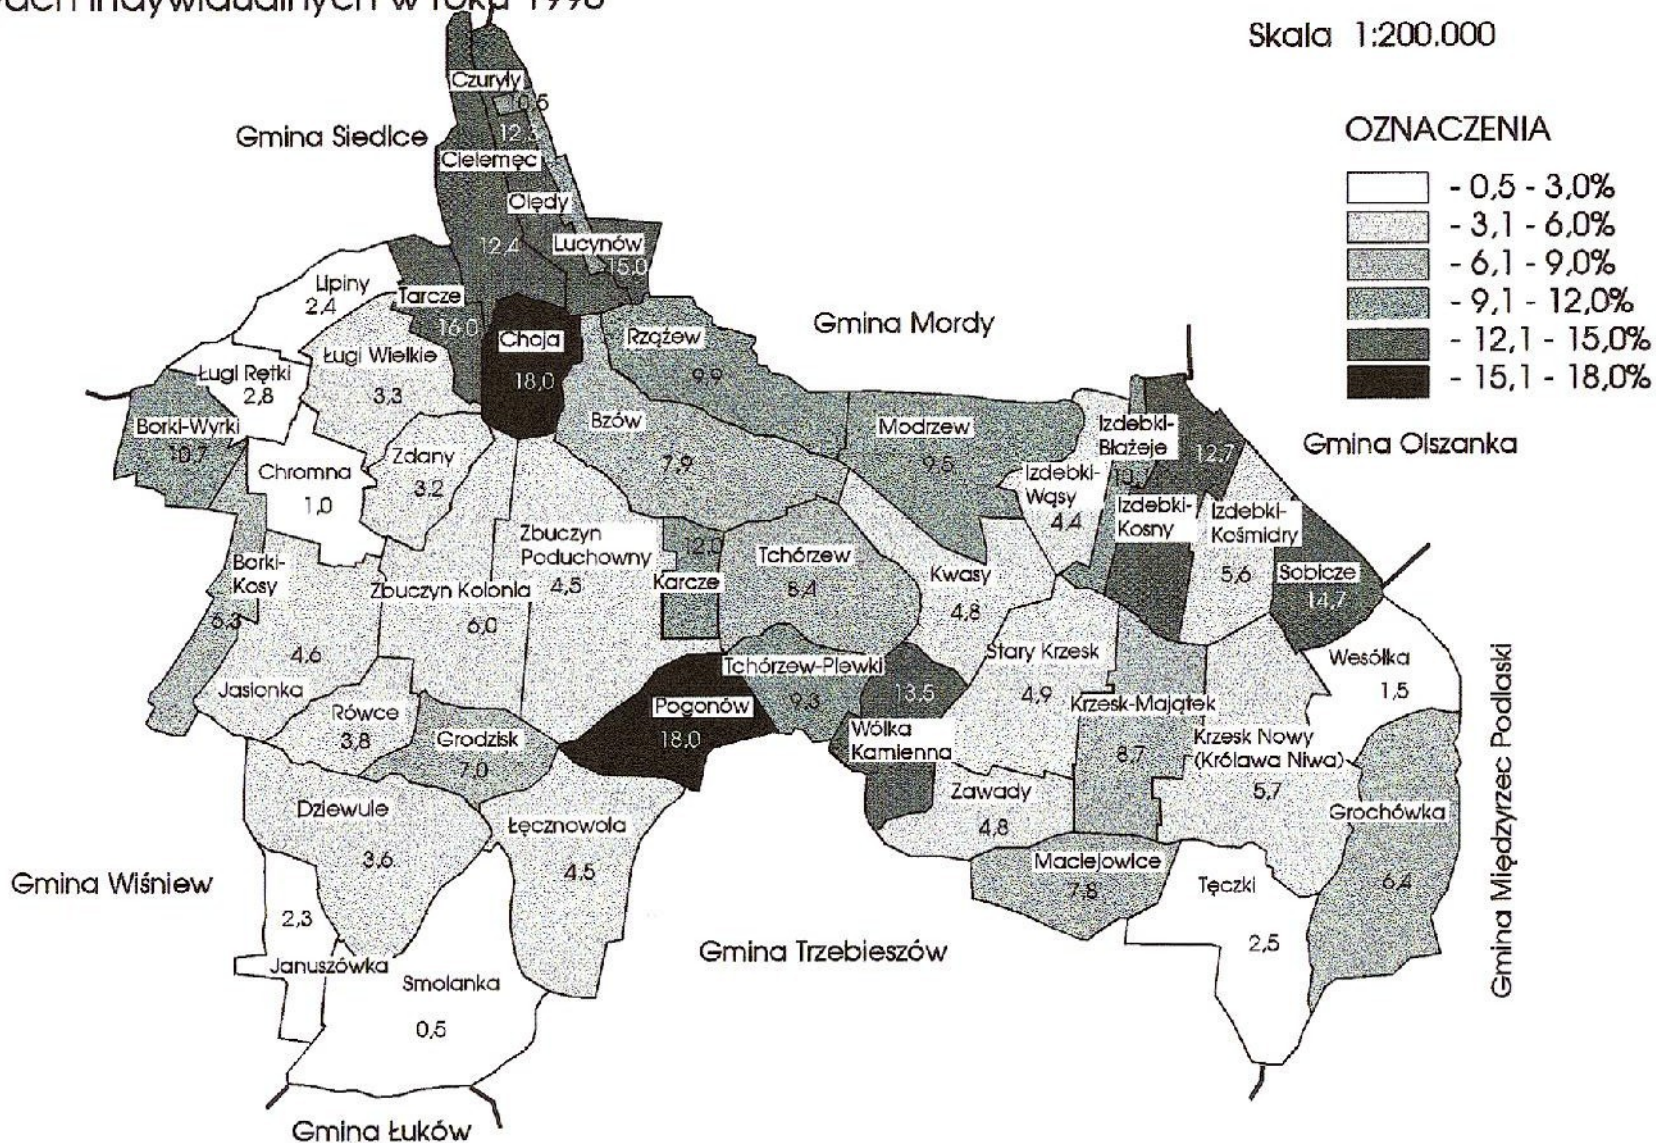 indywidualnych w roku 1998
Skala 1:200.000
OZNACZENIA
- 0,5 - 3,0%
- 3,1 - 6,0%
- 6,1 - 9,0%
- 9,1 - 12,0%
- 12,1 - 15,0%
- 15,1 - 18,0%
Gmina Siedlce
Czuryły
10,5
12,3
Cielemęc
Olędy
12,4
Lucynów
15,0
Lipiny
2,4
Tarcze
16,0
Choja
18,0
Rzążew
9,9
Gmina Mordy
Ługi Wielkie
3,3
Ługi Rętki
2,8
Borki-Wyrki
10,7
Chromna
1,0
Zdany
3,2
Bzów
7,9
Modrzew
9,5
Izdebki-
Błażeje
12,7
Gmina Olszanka
Izdebki-
Wąsy
4,4
Izdebki-
Kosny
Izdebki-
Kośmidry
5,6
Sobicze
14,7
Zbuczyn
Poduchowny
4,5
12,0
Karcze
Tchórzew
8,4
Kwasy
4,8
Borki-
Kosy
6,3
Zbuczyn Kolonia
6,0
4,6
Jasionka
Stary Krzesk
4,9
Wesółka
1,5
Tchórzew-Plewki
9,3
13,5
Wólka
Kamienna
Pogonów
18,0
Krzesk-Majątek
8,7
Krzesk Nowy
(Królawa Niwa)
5,7
Równce
3,8
Grodzisk
7,0
Zawady
4,8
Grochówka
6,4
Gmina Międzyrzec Podlaski
Dziewule
3,6
Łęcznowola
4,5
Maciejowice
7,8
Tęczki
2,5
Gmina Wiśniew
2,3
Januszówka
Smolanka
0,5
Gmina Trzebieszów
Gmina Łuków